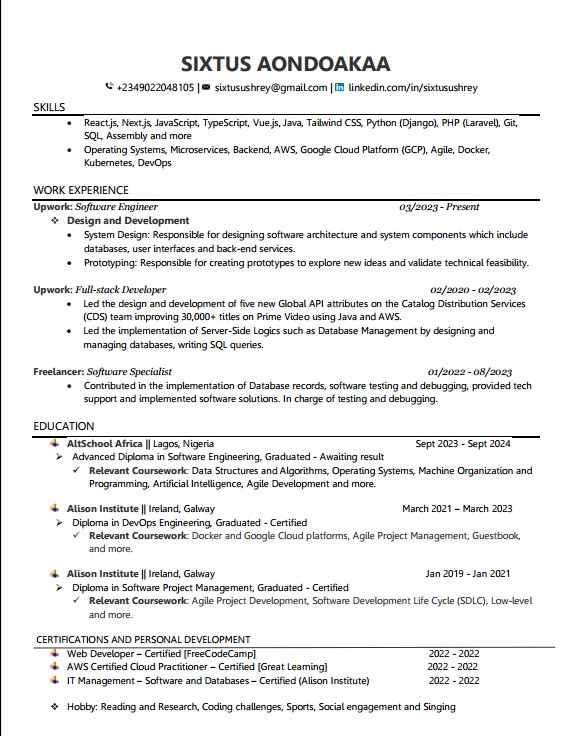 SIXTUS AONDOAKAA
+2349022048105 | sixtusushrey@gmail.com | linkedin.com/in/sixtusushrey
SKILLS
• React.js, Next.js, JavaScript, TypeScript, Vue.js, Java, Tailwind CSS, Python (Django), PHP (Laravel), Git,
SQL, Assembly and more
• Operating Systems, Microservices, Backend, AWS, Google Cloud Platform (GCP), Agile, Docker,
Kubernetes, DevOps
WORK EXPERIENCE
Upwork: Software Engineer 03/2023 - Present
❖ Design and Development
• System Design: Responsible for designing software architecture and system components which include
databases, user interfaces and back-end services.
• Prototyping: Responsible for creating prototypes to explore new ideas and validate technical feasibility.
Upwork: Full-stack Developer 02/2020 - 02/2023
• Led the design and development of five new Global API attributes on the Catalog Distribution Services
(CDS) team improving 30,000+ titles on Prime Video using Java and AWS.
• Led the implementation of Server-Side Logics such as Database Management by designing and
managing databases, writing SQL queries.
Freelancer: Software Specialist 01/2022 - 08/2023
• Contributed in the implementation of Database records, software testing and debugging, provided tech
support and implemented software solutions. In charge of testing and debugging.
EDUCATION
AltSchool Africa || Lagos, Nigeria Sept 2023 - Sept 2024
➢ Advanced Diploma in Software Engineering, Graduated - Awaiting result
✓ Relevant Coursework: Data Structures and Algorithms, Operating Systems, Machine Organization and
Programming, Artificial Intelligence, Agile Development and more.
Alison Institute || Ireland, Galway March 2021 – March 2023
➢ Diploma in DevOps Engineering, Graduated - Certified
✓ Relevant Coursework: Docker and Google Cloud platforms, Agile Project Management, Guestbook,
and more.
Alison Institute || Ireland, Galway Jan 2019 - Jan 2021
➢ Diploma in Software Project Management, Graduated - Certified
✓ Relevant Coursework: Agile Project Development, Software Development Life Cycle (SDLC), Low-level
and more.
CERTIFICATIONS AND PERSONAL DEVELOPMENT
Web Developer – Certified [FreeCodeCamp] 2022 - 2022
AWS Certified Cloud Practitioner – Certified [Great Learning] 2022 - 2022
IT Management – Software and Databases – Certified (Alison Institute) 2022 - 2022
❖ Hobby: Reading and Research, Coding challenges, Sports, Social engagement and Singing